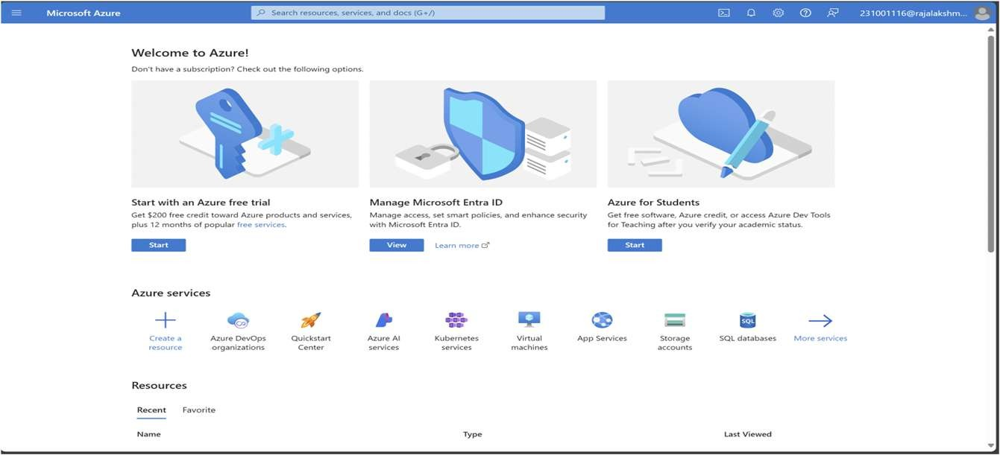 Microsoft Azure
Search resources, services, and docs (G+/)
231001116@rajalakshm...
Welcome to Azure!
Don't have a subscription? Check out the following options.
Start with an Azure free trial
Get $200 free credit toward Azure products and services,
plus 12 months of popular free services.
Start
Manage Microsoft Entra ID
Manage access, set smart policies, and enhance security
with Microsoft Entra ID.
View
Learn more
Azure for Students
Get free software, Azure credit, or access Azure Dev Tools
for Teaching after you verify your academic status.
Start
Azure services
Create a
resource
Azure DevOps
organizations
Quickstart
Center
Azure AI
services
Kubernetes
services
Virtual
machines
App Services
Storage
accounts
SQL
SQL databases
More services
Resources
Recent Favorite
Name Type Last Viewed